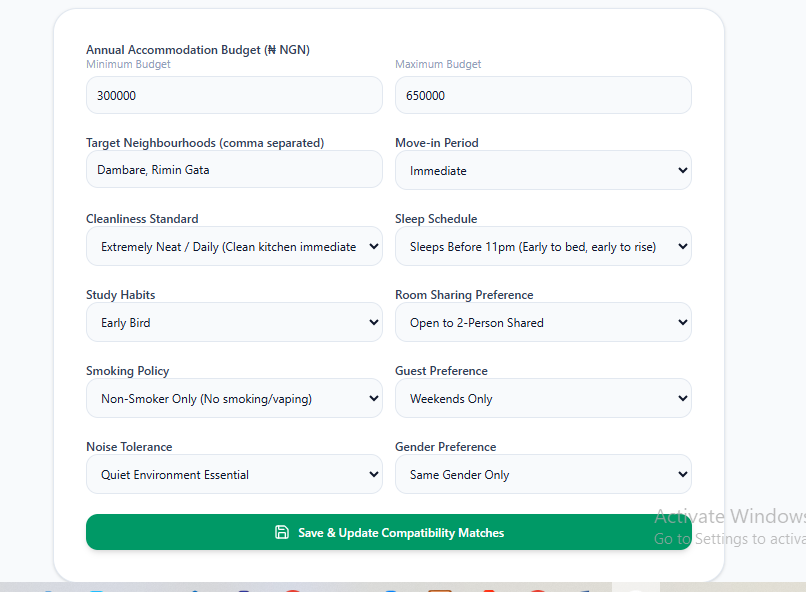 Annual Accommodation Budget (₦ NGN)
Minimum Budget
Maximum Budget
300000
650000
Target Neighbourhoods (comma separated)
Move-in Period
Dambare, Rimin Gata
Immediate
Cleanliness Standard
Sleep Schedule
Extremely Neat / Daily (Clean kitchen immediate
Sleeps Before 11pm (Early to bed, early to rise)
Study Habits
Room Sharing Preference
Early Bird
Open to 2-Person Shared
Smoking Policy
Guest Preference
Non-Smoker Only (No smoking/vaping)
Weekends Only
Noise Tolerance
Gender Preference
Quiet Environment Essential
Same Gender Only
Save & Update Compatibility Matches
Activate Windows
Go to Settings to activa